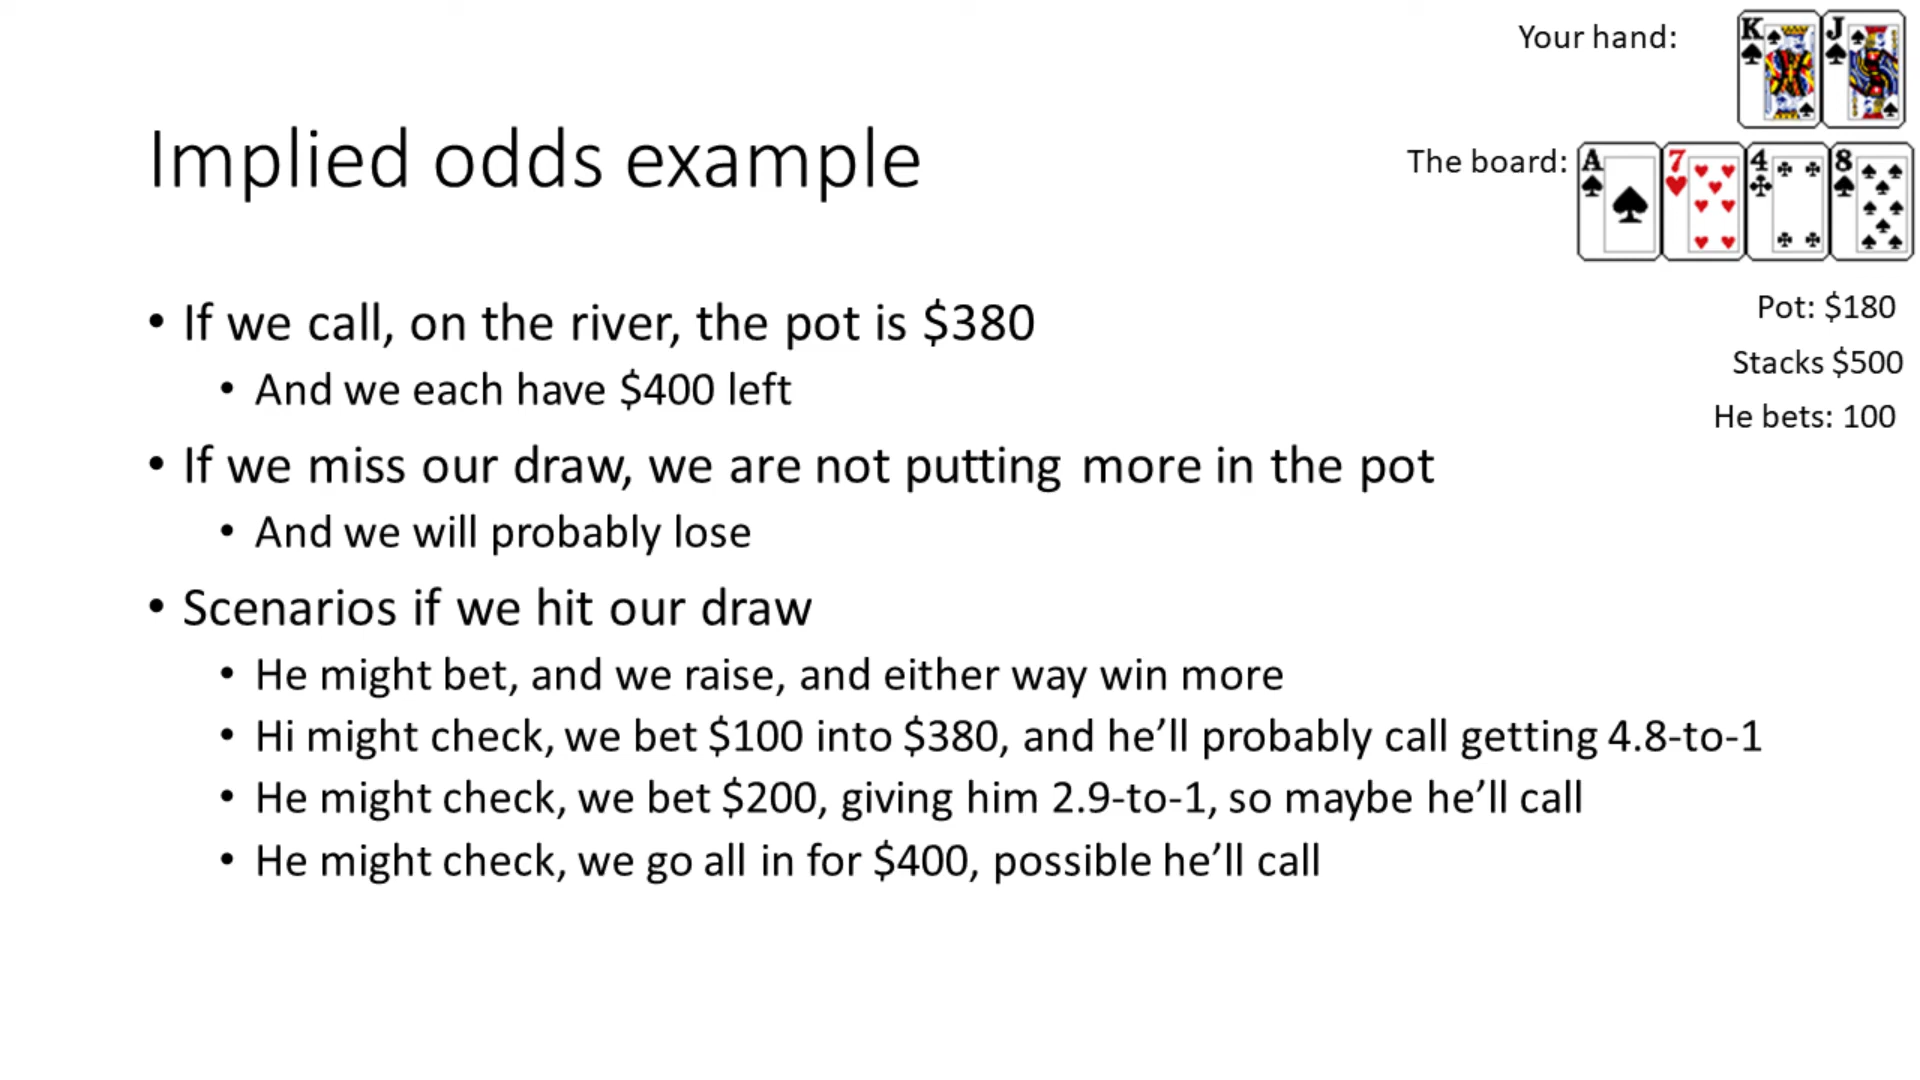 Your hand:
K J
Implied odds example
The board:
A 7 4 8
• If we call, on the river, the pot is $380
• And we each have $400 left
• If we miss our draw, we are not putting more in the pot
• And we will probably lose
• Scenarios if we hit our draw
• He might bet, and we raise, and either way win more
• Hi might check, we bet $100 into $380, and he’ll probably call getting 4.8-to-1
• He might check, we bet $200, giving him 2.9-to-1, so maybe he’ll call
• He might check, we go all in for $400, possible he’ll call
Pot: $180
Stacks $500
He bets: 100